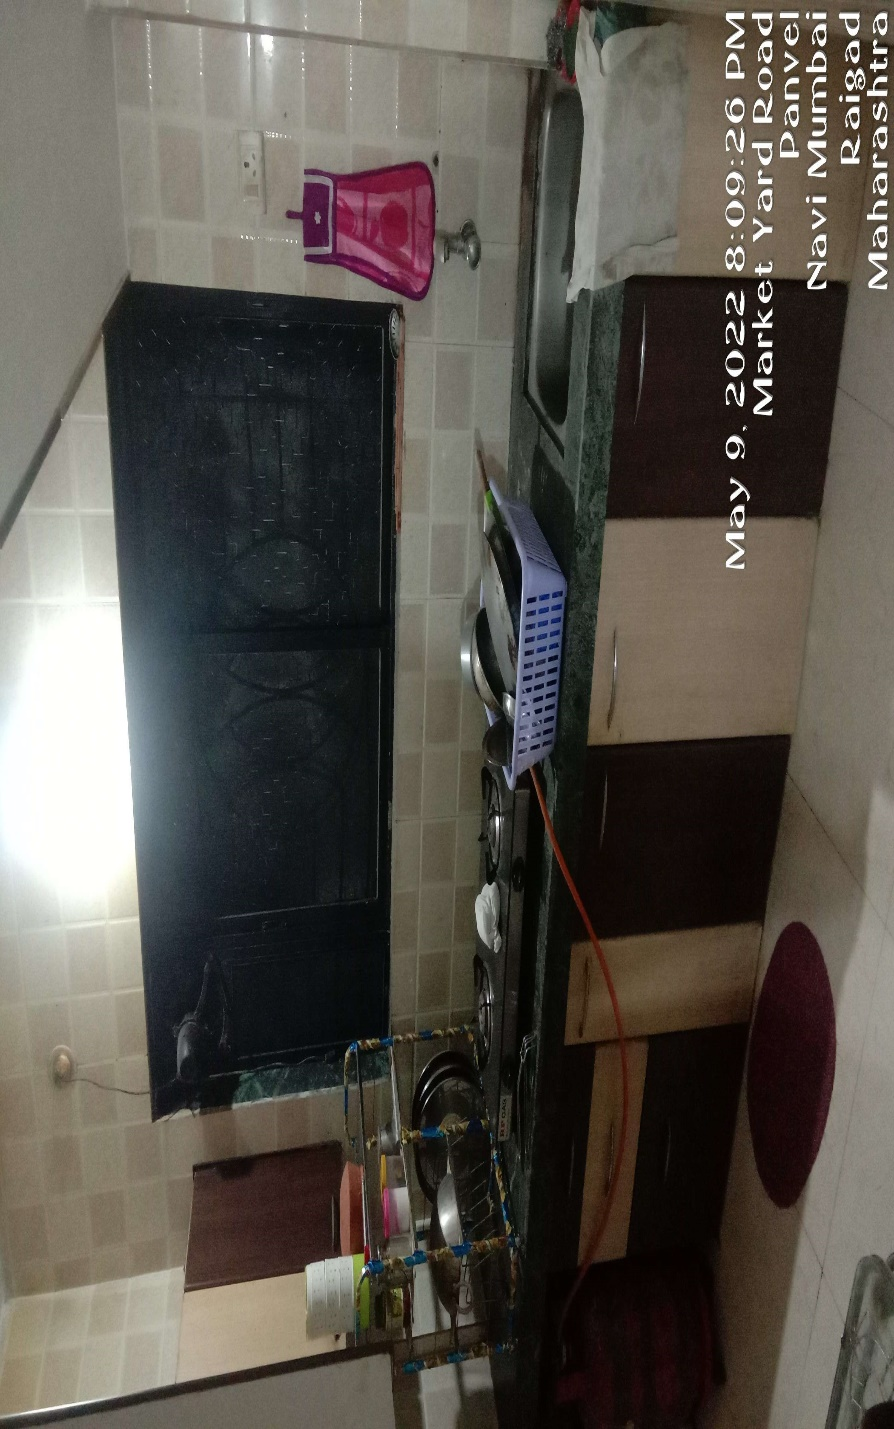 May 9, 2022 8:09:26 PM
Market Yard Road
Panvel
Navi Mumbai
Raigad
Maharashtra